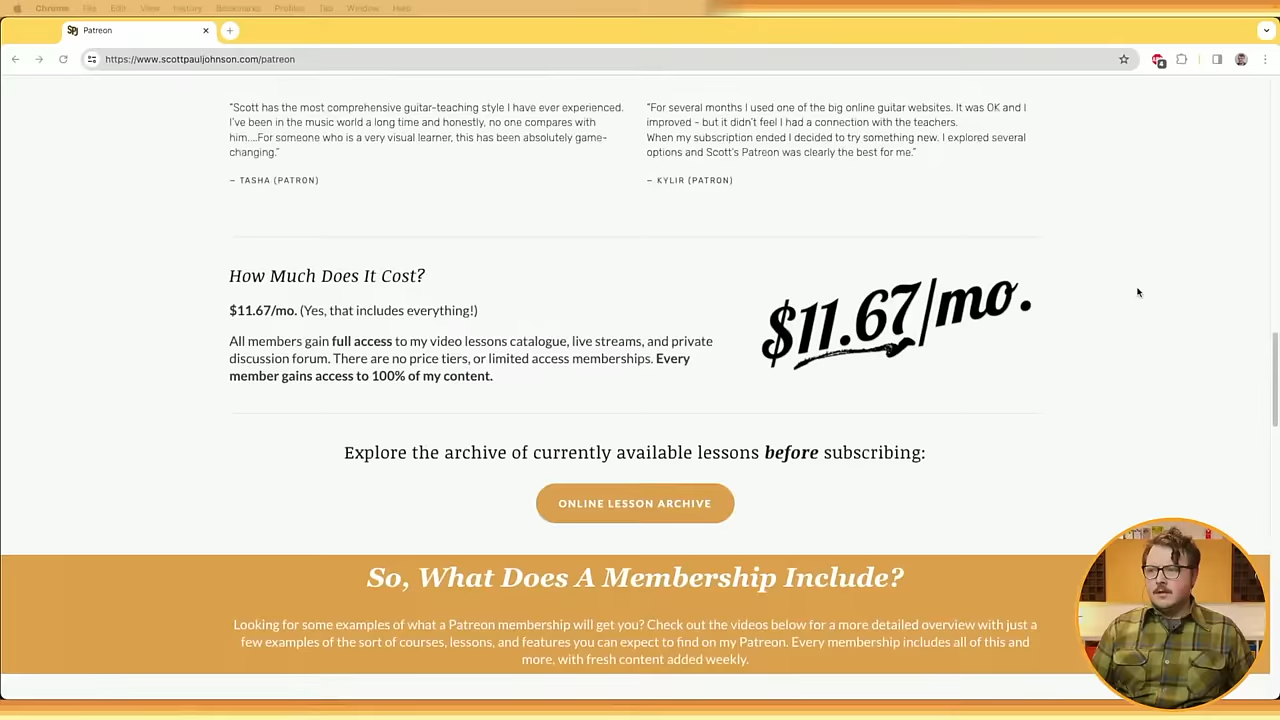 Chrome File Edit View History Bookmarks Profiles Tab Window Help
SPJ Patreon
https://www.scottpauljohnson.com/patreon
"Scott has the most comprehensive guitar-teaching style I have ever experienced.
I've been in the music world a long time and honestly, no one compares with
him....For someone who is a very visual learner, this has been absolutely game-
changing."
— TASHA (PATRON)
"For several months I used one of the big online guitar websites. It was OK and I
improved - but it didn't feel I had a connection with the teachers.
When my subscription ended I decided to try something new. I explored several
options and Scott's Patreon was clearly the best for me."
— KYLIR (PATRON)
How Much Does It Cost?
$11.67/mo. (Yes, that includes everything!)
All members gain full access to my video lessons catalogue, live streams, and private
discussion forum. There are no price tiers, or limited access memberships. Every
member gains access to 100% of my content.
$11.67/mo.
Explore the archive of currently available lessons before subscribing:
ONLINE LESSON ARCHIVE
So, What Does A Membership Include?
Looking for some examples of what a Patreon membership will get you? Check out the videos below for a more detailed overview with just a
few examples of the sort of courses, lessons, and features you can expect to find on my Patreon. Every membership includes all of this and
more, with fresh content added weekly.